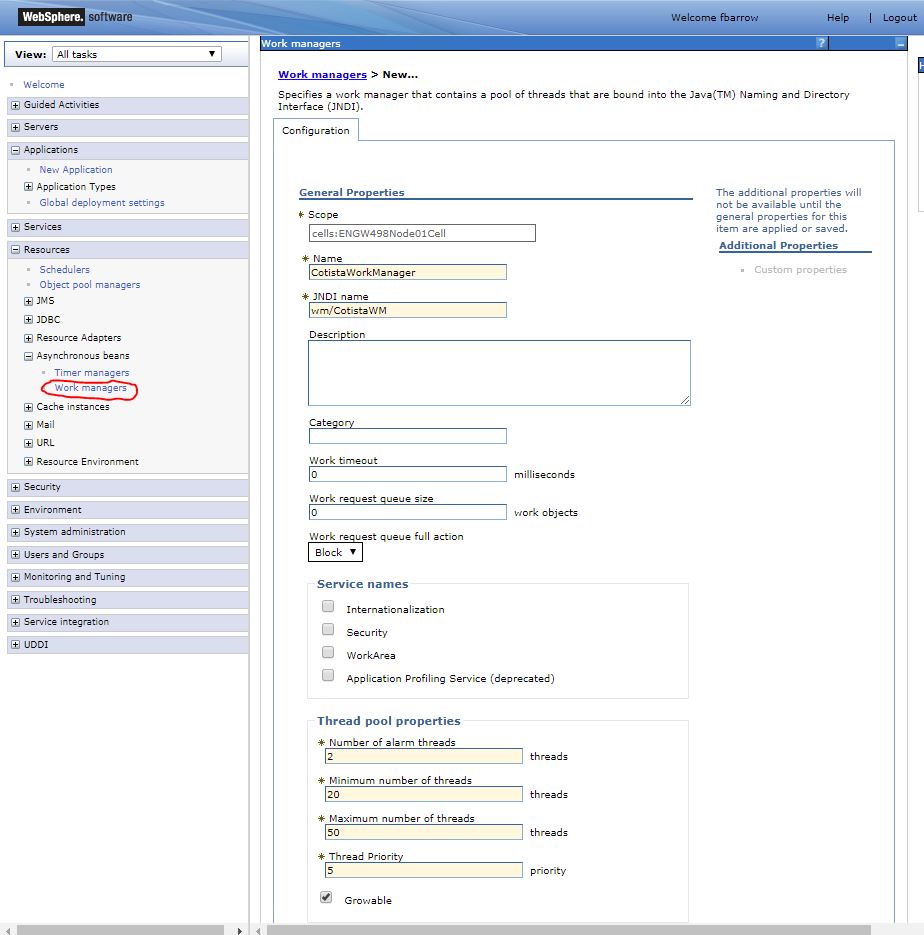 WebSphere. software
Welcome fbarrow Help | Logout
View: All tasks
Welcome
Guided Activities
Servers
Applications
New Application
Application Types
Global deployment settings
Services
Resources
Schedulers
Object pool managers
JMS
JDBC
Resource Adapters
Asynchronous beans
Timer managers
Work managers
Cache instances
Mail
URL
Resource Environment
Security
Environment
System administration
Users and Groups
Monitoring and Tuning
Troubleshooting
Service integration
UDDI
Work managers ? _
Work managers > New...
Specifies a work manager that contains a pool of threads that are bound into the Java(TM) Naming and Directory
Interface (JNDI).
Configuration
General Properties
* Scope
cells:ENGW498Node01Cell
* Name
CotistaWorkManager
* JNDI name
wm/CotistaWM
Description
Category
Work timeout
0 milliseconds
Work request queue size
0 work objects
Work request queue full action
Block
Service names
Internationalization
Security
WorkArea
Application Profiling Service (deprecated)
Thread pool properties
* Number of alarm threads
2 threads
* Minimum number of threads
20 threads
* Maximum number of threads
50 threads
* Thread Priority
5 priority
Growable
The additional properties will
not be available until the
general properties for this
item are applied or saved.
Additional Properties
Custom properties